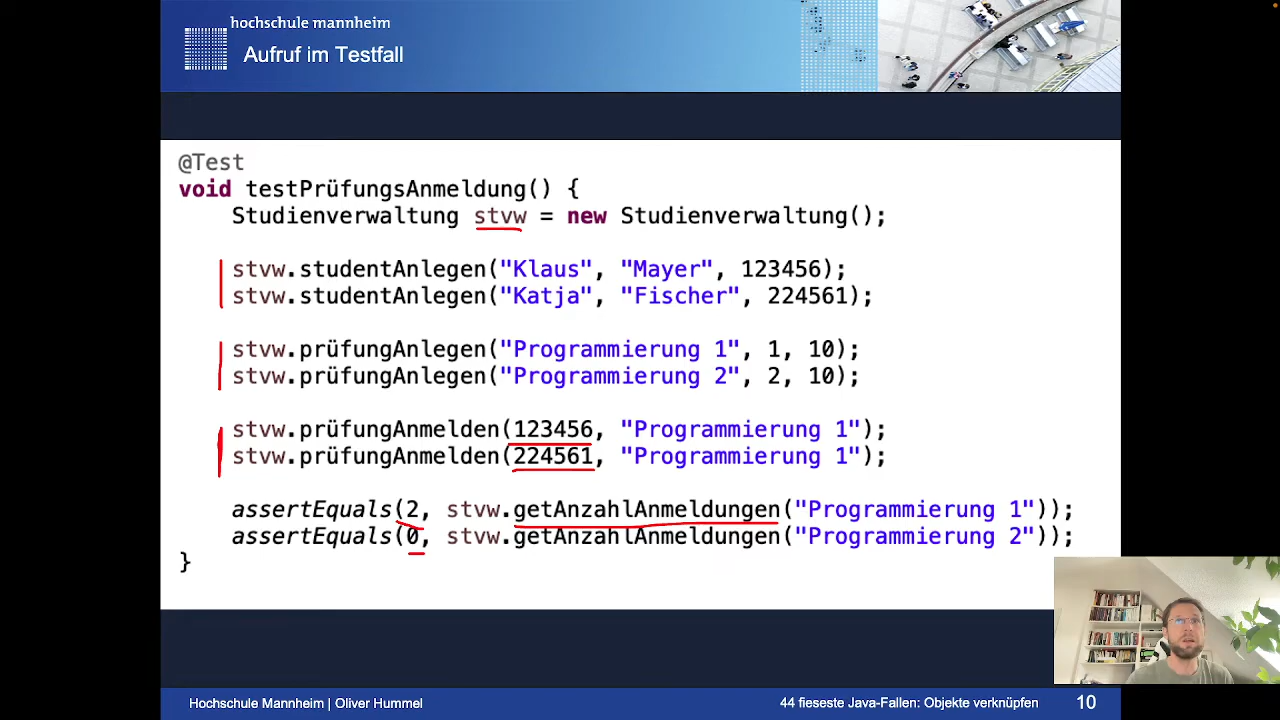 hochschule mannheim
Aufruf im Testfall
@Test
void testPrüfungsAnmeldung() {
Studienverwaltung stvw = new Studienverwaltung();
stvw.studentAnlegen("Klaus", "Mayer", 123456);
stvw.studentAnlegen("Katja", "Fischer", 224561);
stvw.prüfungAnlegen("Programmierung 1", 1, 10);
stvw.prüfungAnlegen("Programmierung 2", 2, 10);
stvw.prüfungAnmelden(123456, "Programmierung 1");
stvw.prüfungAnmelden(224561, "Programmierung 1");
assertEquals(2, stvw.getAnzahlAnmeldungen("Programmierung 1"));
assertEquals(0, stvw.getAnzahlAnmeldungen("Programmierung 2"));
}
Hochschule Mannheim | Oliver Hummel
44 fieseste Java-Fallen: Objekte verknüpfen
10